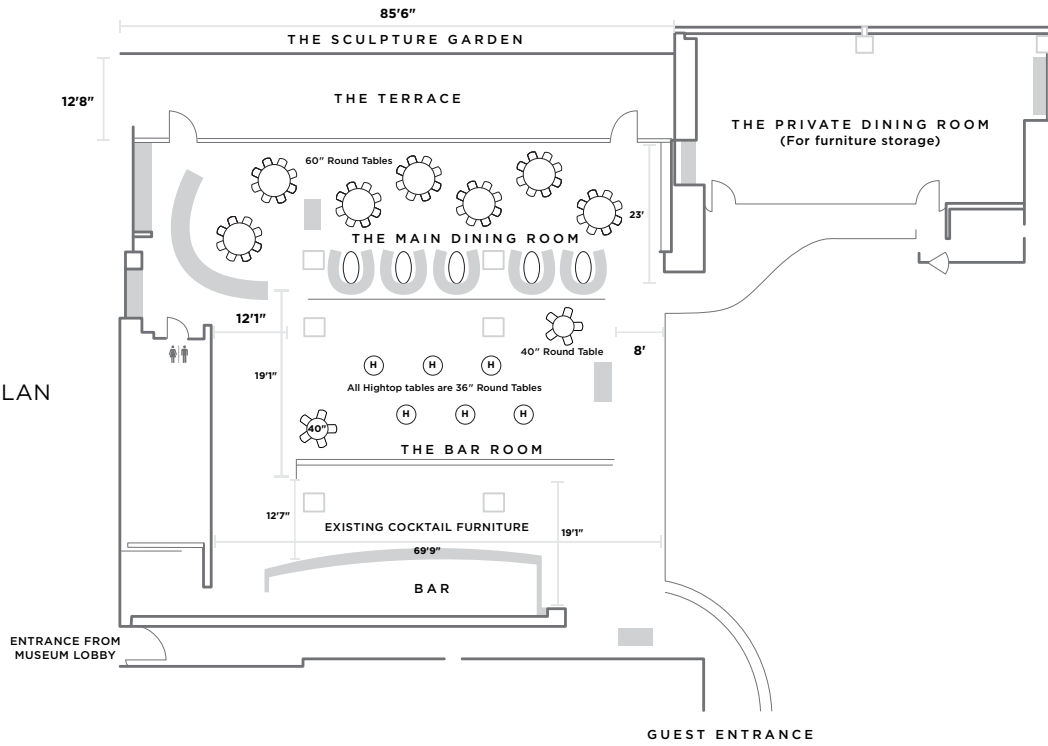 85'6"
THE SCULPTURE GARDEN
12'8"
THE TERRACE
THE PRIVATE DINING ROOM
(For furniture storage)
60" Round Tables
23'
THE MAIN DINING ROOM
12'1"
40" Round Table
8'
19'1"
H H H
All Hightop tables are 36" Round Tables
LAN
H H H
40"
THE BAR ROOM
12'7"
EXISTING COCKTAIL FURNITURE
19'1"
69'9"
BAR
ENTRANCE FROM
MUSEUM LOBBY
GUEST ENTRANCE